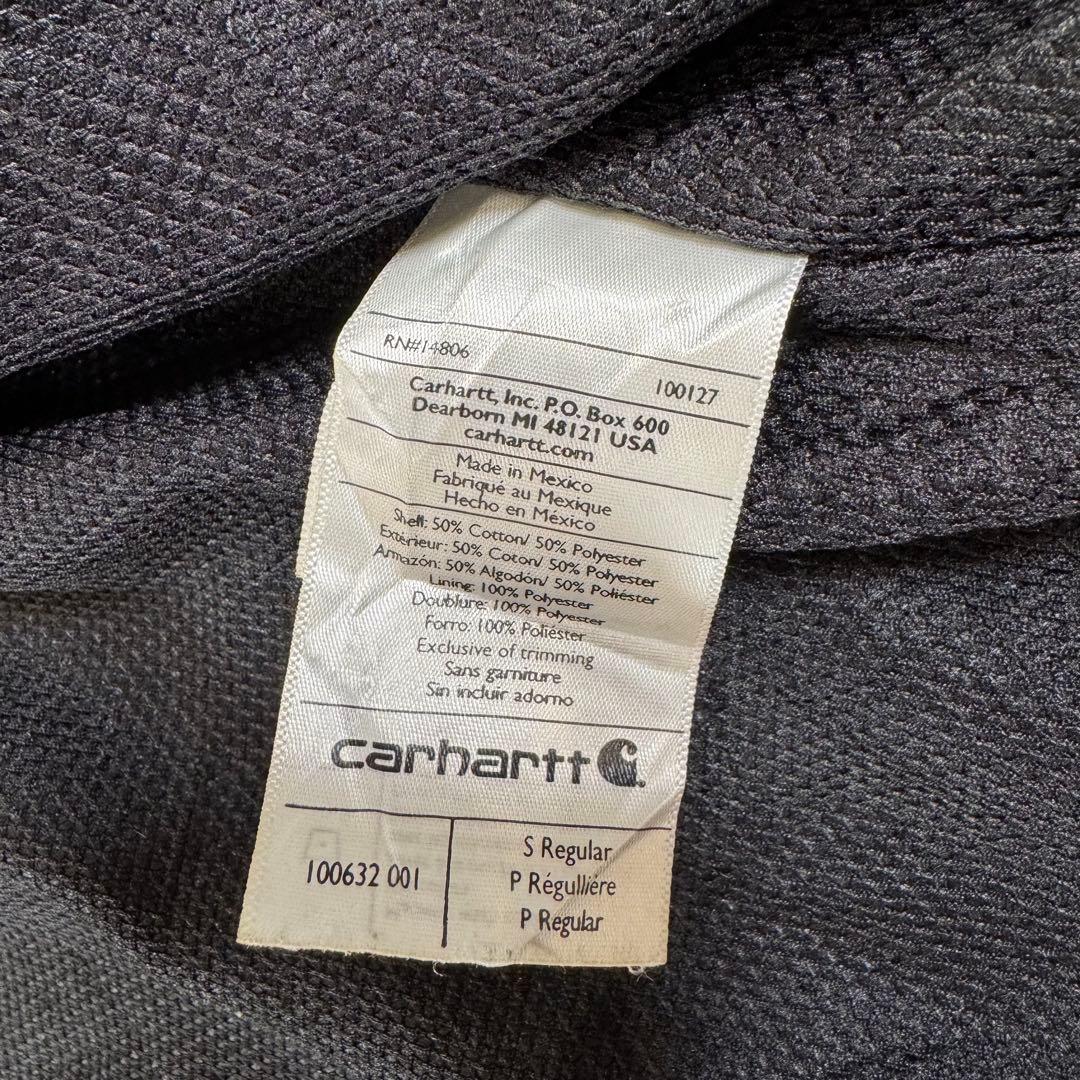 RN#14806
100127
Carhartt, Inc. P.O. Box 600
Dearborn MI 48121 USA
carhartt.com
Made in Mexico
Fabriqué au Mexique
Hecho en México
Shell: 50% Cotton/ 50% Polyester
Extérieur: 50% Coton/ 50% Polyester
Armazón: 50% Algodón/ 50% Poliéster
Lining: 100% Polyester
Doublure: 100% Polyester
Forro: 100% Poliéster
Exclusive of trimming
Sans garniture
Sin incluir adorno
carhartt
100632 001
S Regular
P Régullière
P Regular